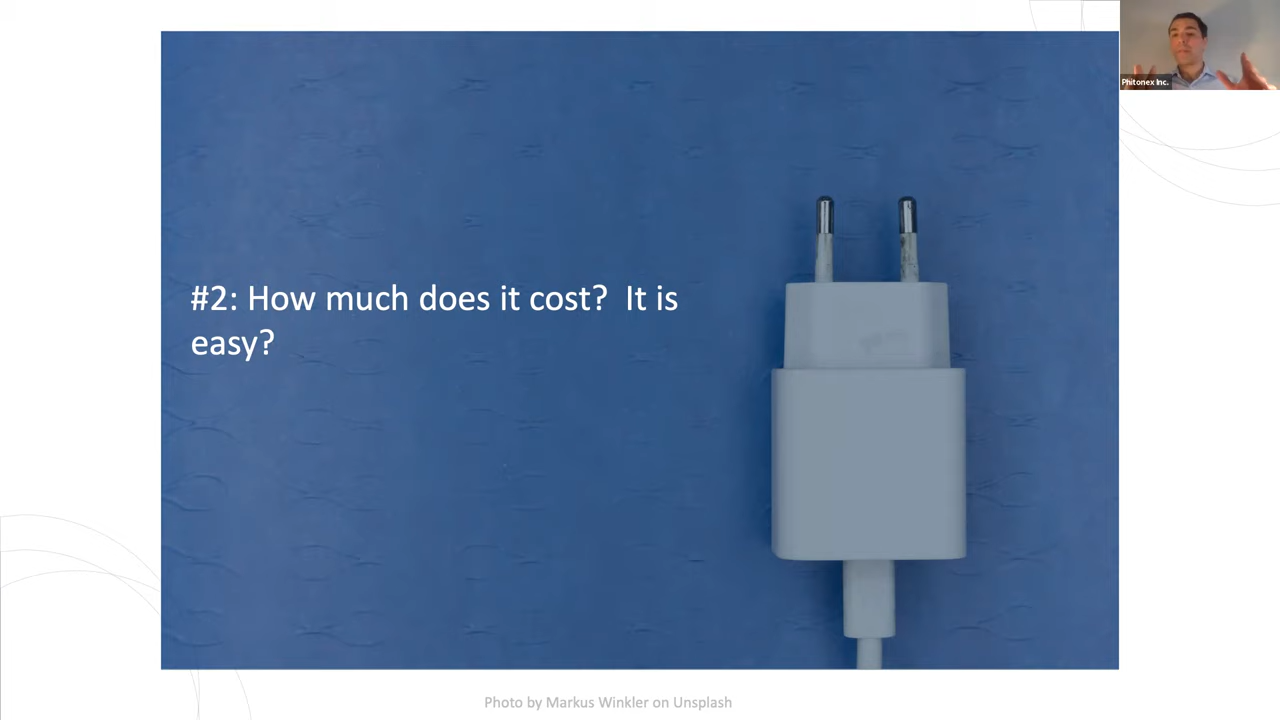 Phitonex Inc.
#2: How much does it cost?  It is
easy?
Photo by Markus Winkler on Unsplash